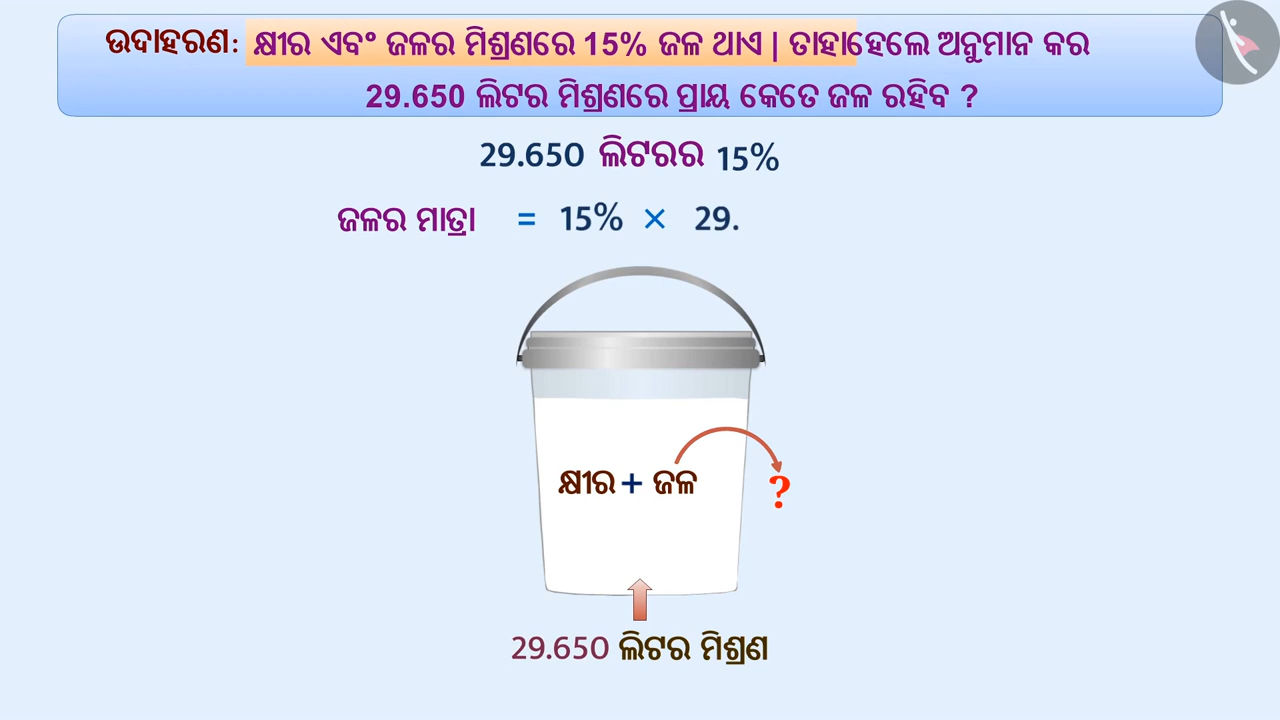 ଉଦାହରଣ: କ୍ଷୀର ଏବଂ ଜଳର ମିଶ୍ରଣରେ 15% ଜଳ ଥାଏ | ତାହାହେଲେ ଅନୁମାନ କର
29.650 ଲିଟର ମିଶ୍ରଣରେ ପ୍ରାୟ କେତେ ଜଳ ରହିବ ?
29.650 ଲିଟରର 15%
ଜଳର ମାତ୍ରା = 15% × 29.
କ୍ଷୀର + ଜଳ
?
29.650 ଲିଟର ମିଶ୍ରଣ